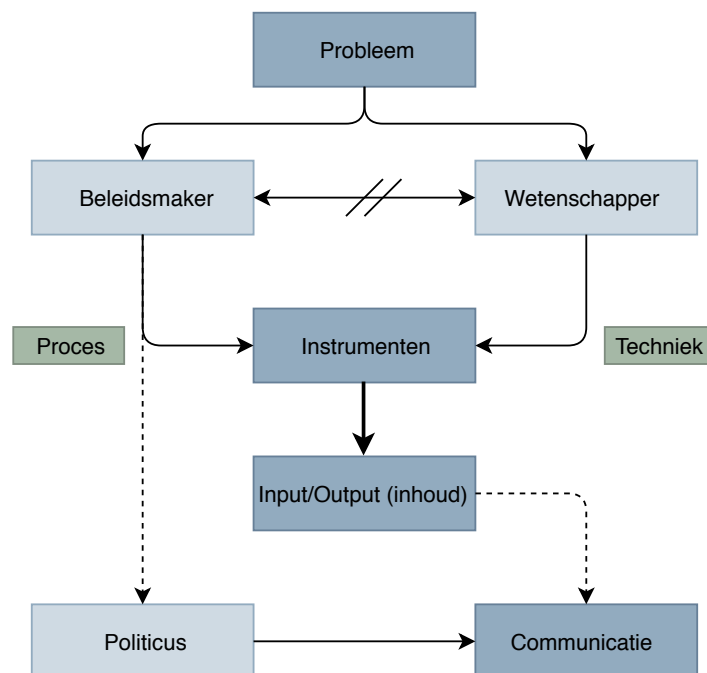 Probleem
Beleidsmaker
Wetenschapper
Proces
Instrumenten
Techniek
Input/Output (inhoud)
Politicus
Communicatie